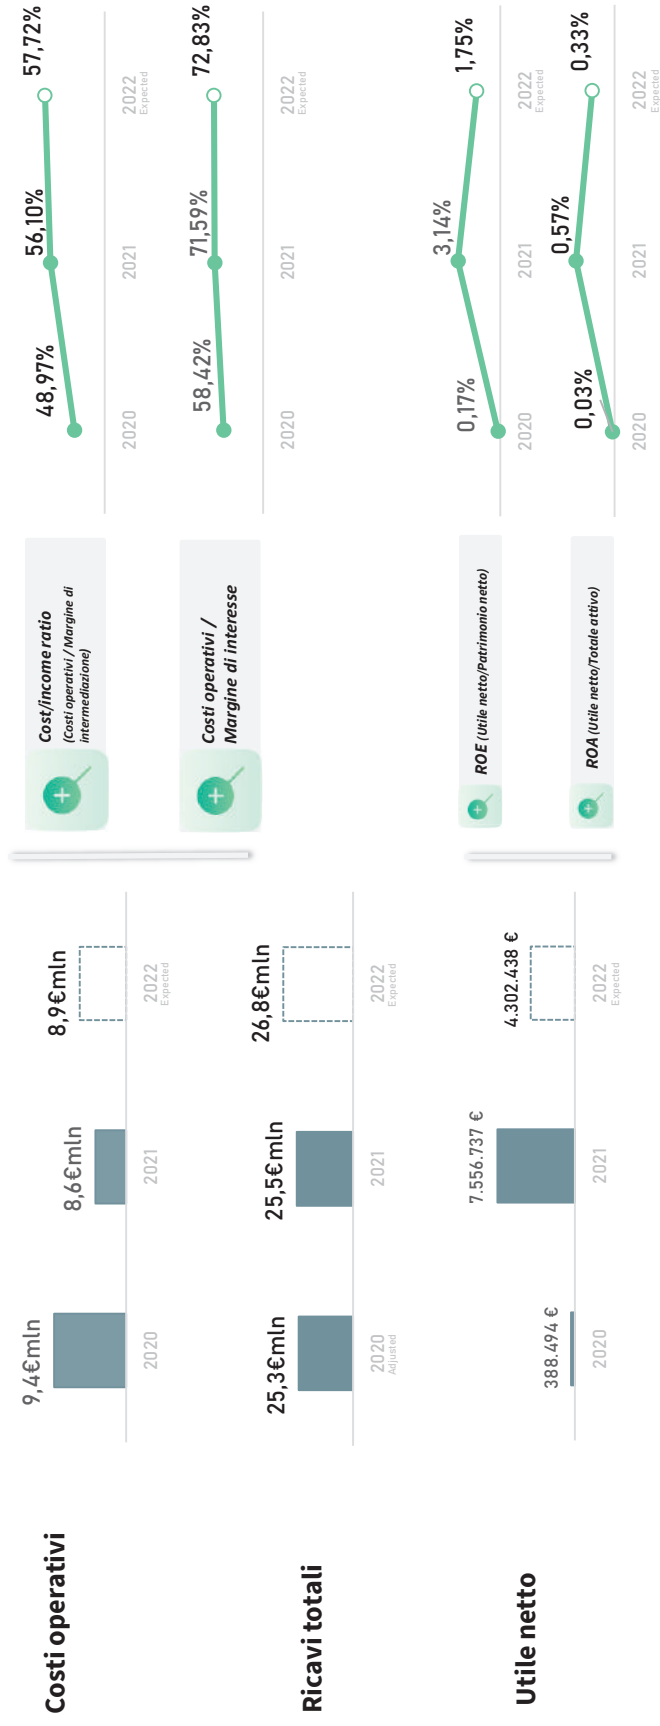 Costi operativi
9,4€mln
8,6€mln
8,9€mln
2020
2021
2022
Expected
Cost/income ratio
(Costi operativi / Margine di
intermediazione)
48,97%
56,10%
57,72%
2020
2021
2022
Expected
Costi operativi /
Margine di interesse
58,42%
71,59%
72,83%
2020
2021
2022
Expected
Ricavi totali
25,3€mln
25,5€mln
26,8€mln
2020
Adjusted
2021
2022
Expected
Utile netto
388.494 €
7.556.737 €
4.302.438 €
2020
2021
2022
Expected
ROE (Utile netto/Patrimonio netto)
0,17%
3,14%
1,75%
2020
2021
2022
Expected
ROA (Utile netto/Totale attivo)
0,03%
0,57%
0,33%
2020
2021
2022
Expected